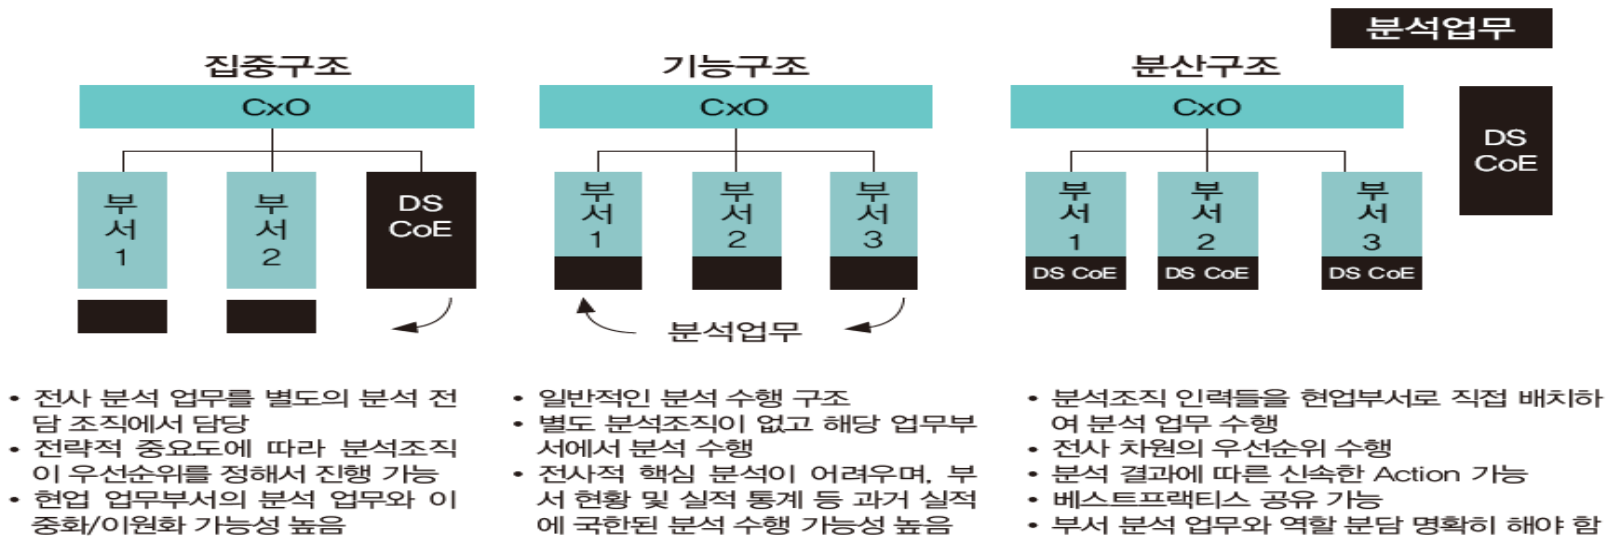 분석업무
집중구조
CxO
부서1
부서2
DS
CoE
기능구조
CxO
부서1
부서2
부서3
분석업무
분산구조
CxO
부서1
DS CoE
부서2
DS CoE
부서3
DS CoE
DS
CoE
• 전사 분석 업무를 별도의 분석 전
담 조직에서 담당
• 전략적 중요도에 따라 분석조직
이 우선순위를 정해서 진행 가능
• 현업 업무부서의 분석 업무와 이
중화/이원화 가능성 높음
• 일반적인 분석 수행 구조
• 별도 분석조직이 없고 해당 업무부
서에서 분석 수행
• 전사적 핵심 분석이 어려우며, 부
서 현황 및 실적 통계 등 과거 실적
에 국한된 분석 수행 가능성 높음
• 분석조직 인력들을 현업부서로 직접 배치하
여 분석 업무 수행
• 전사 차원의 우선순위 수행
• 분석 결과에 따른 신속한 Action 가능
• 베스트프랙티스 공유 가능
• 부서 분석 업무와 역할 분담 명확히 해야 함